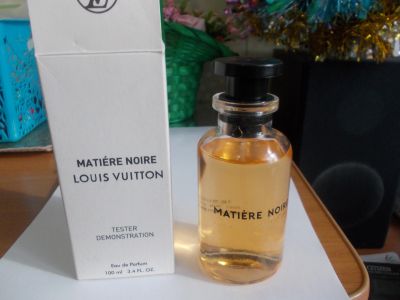 MATIÉRE NOIRE
LOUIS VUITTON
TESTER
DEMONSTRATION
Eau de Parfum
100 ml 3.4 FL. OZ.
MATIÈRE NOIRE